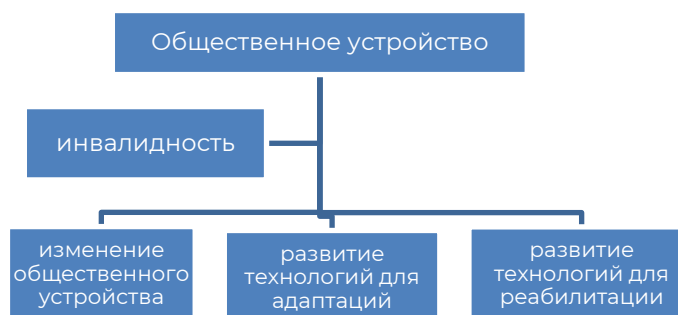 Общественное устройство
инвалидность
изменение
общественного
устройства
развитие
технологий для
адаптаций
развитие
технологий для
реабилитации